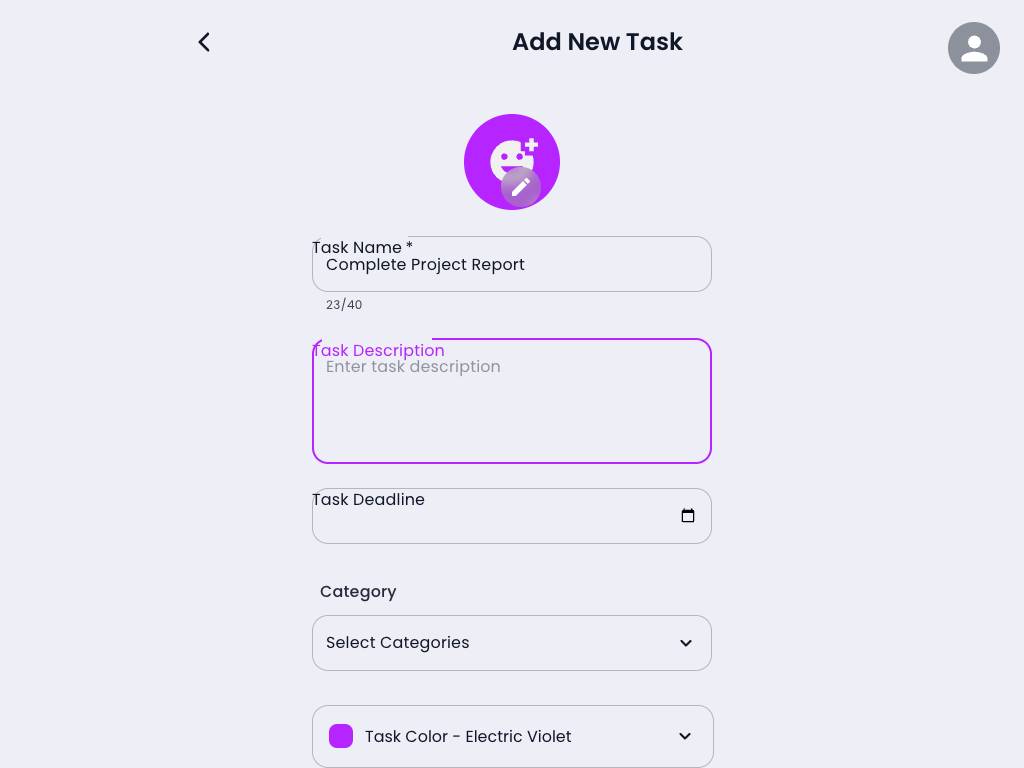 Add New Task
Task Name *
Complete Project Report
23/40
Task Description
Enter task description
Task Deadline
Category
Select Categories
Task Color - Electric Violet